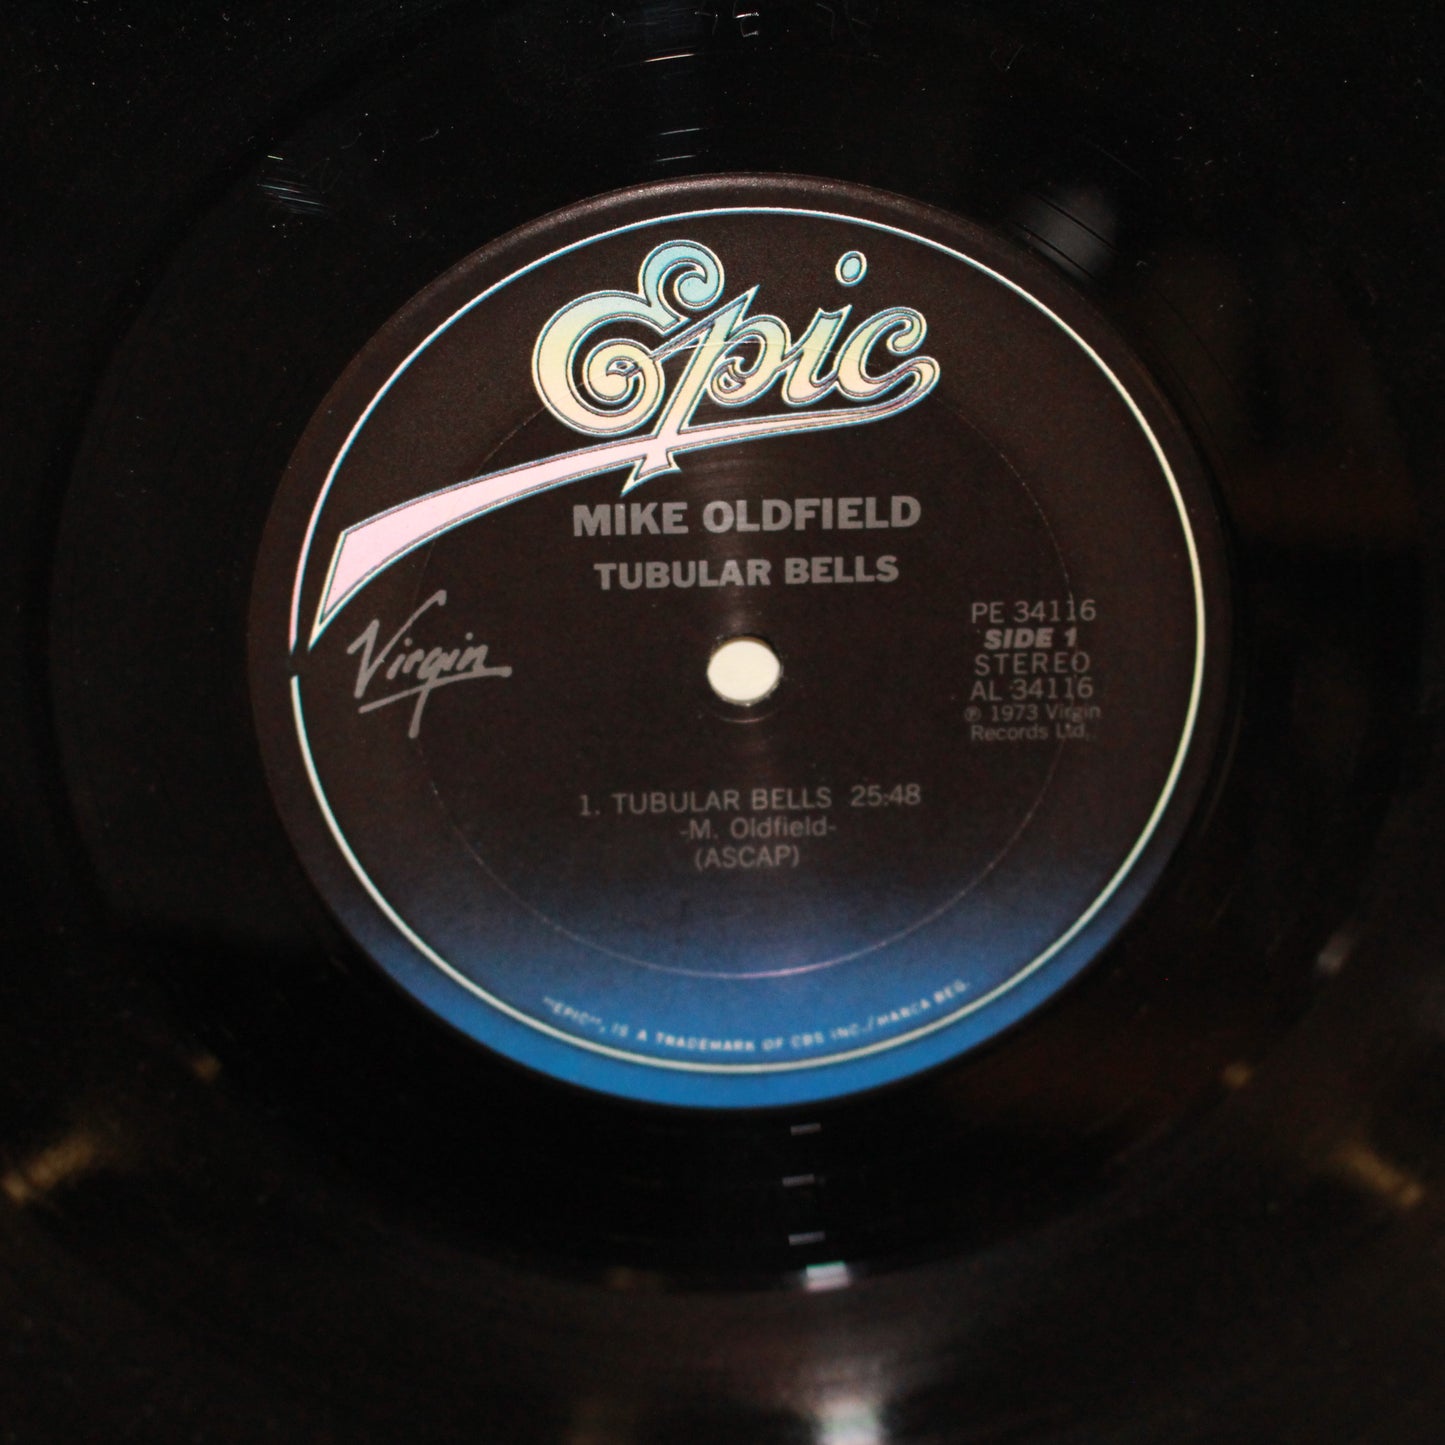 Epic
MIKE OLDFIELD
TUBULAR BELLS
Virgin
PE 34116
SIDE 1
STEREO
AL 34116
℗ 1973 Virgin
Records Ltd.
1. TUBULAR BELLS 25:48
-M. Oldfield-
(ASCAP)
"EPIC", IS A TRADEMARK OF CBS INC./MARCA REG.